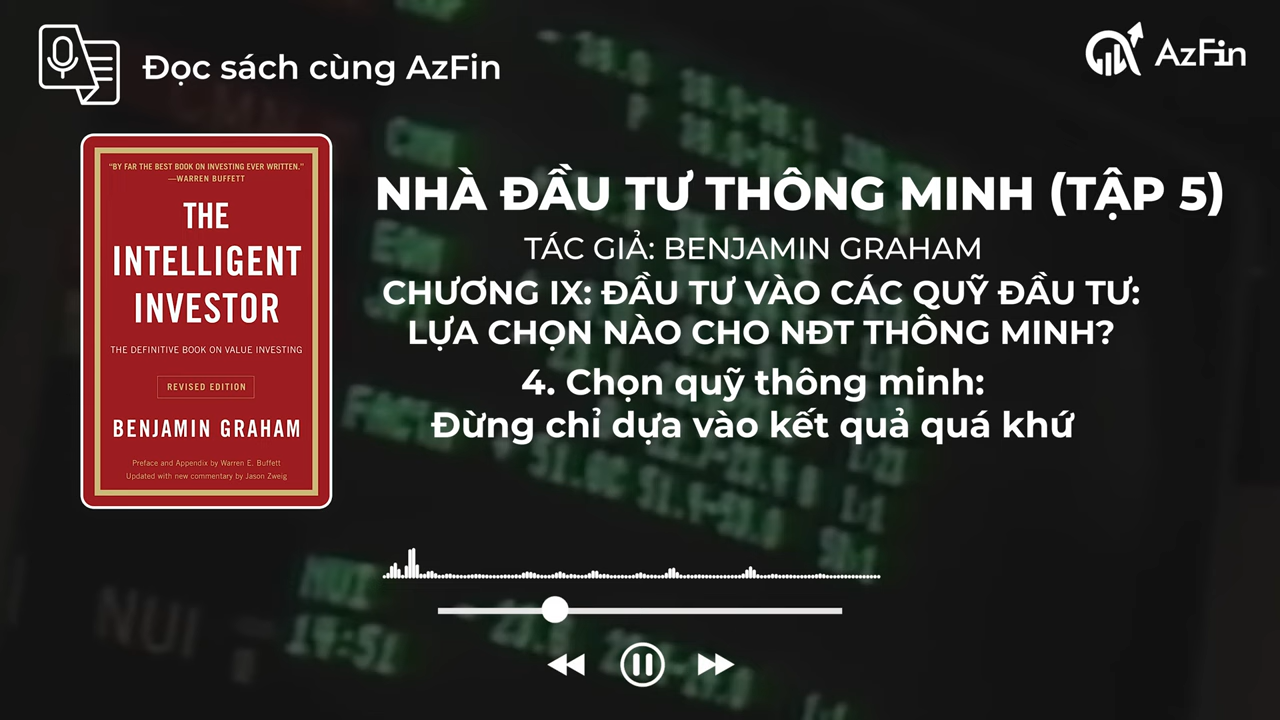 Đọc sách cùng AzFin
AzFin
"BY FAR THE BEST BOOK ON INVESTING EVER WRITTEN."
—WARREN BUFFETT
THE
INTELLIGENT
INVESTOR
THE DEFINITIVE BOOK ON VALUE INVESTING
REVISED EDITION
BENJAMIN GRAHAM
Preface and Appendix by Warren E. Buffett
Updated with new commentary by Jason Zweig
NHÀ ĐẦU TƯ THÔNG MINH (TẬP 5)
TÁC GIẢ: BENJAMIN GRAHAM
CHƯƠNG IX: ĐẦU TƯ VÀO CÁC QUỸ ĐẦU TƯ:
LỰA CHỌN NÀO CHO NĐT THÔNG MINH?
4. Chọn quỹ thông minh:
Đừng chỉ dựa vào kết quả quá khứ
NUI
14:51
NUI